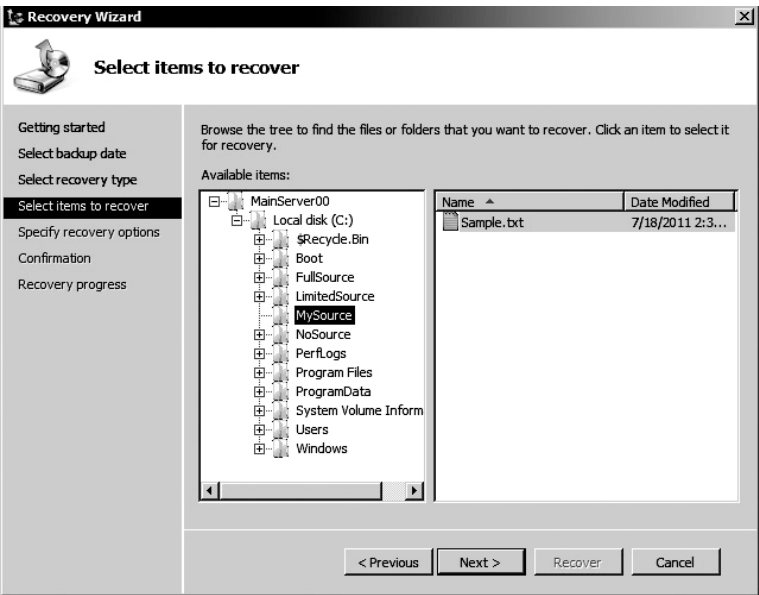 Recovery Wizard
Select items to recover
Getting started
Select backup date
Select recovery type
Select items to recover
Specify recovery options
Confirmation
Recovery progress
Browse the tree to find the files or folders that you want to recover. Click an item to select it
for recovery.
Available items:
MainServer00
Local disk (C:)
$Recycle.Bin
Boot
FullSource
LimitedSource
MySource
NoSource
PerfLogs
Program Files
ProgramData
System Volume Inform
Users
Windows
Name Date Modified
Sample.txt 7/18/2011 2:3...
< Previous Next > Recover Cancel